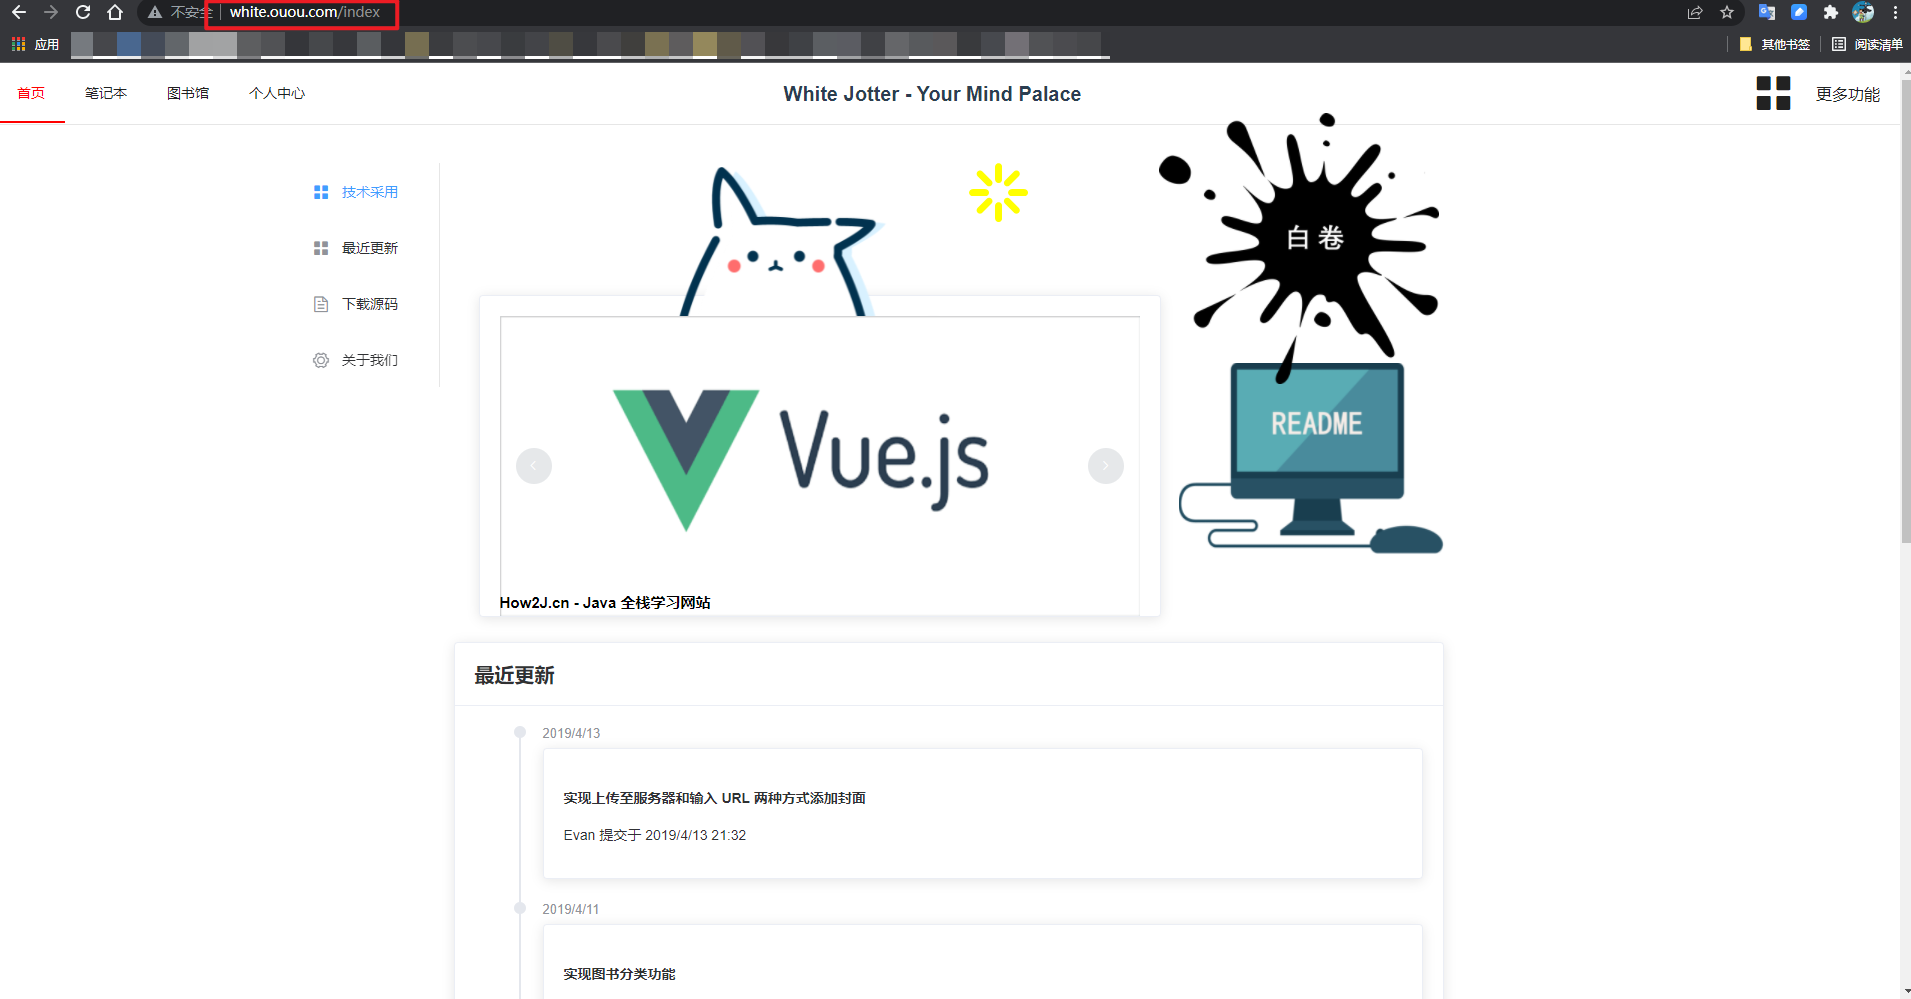 不安全 white.ouou.com/index
应用 其他书签 阅读清单
首页 笔记本 图书馆 个人中心 White Jotter - Your Mind Palace 更多功能
技术采用
最近更新
下载源码
关于我们
白卷
README
Vue.js
How2J.cn - Java 全栈学习网站
最近更新
2019/4/13
实现上传至服务器和输入 URL 两种方式添加封面
Evan 提交于 2019/4/13 21:32
2019/4/11
实现图书分类功能